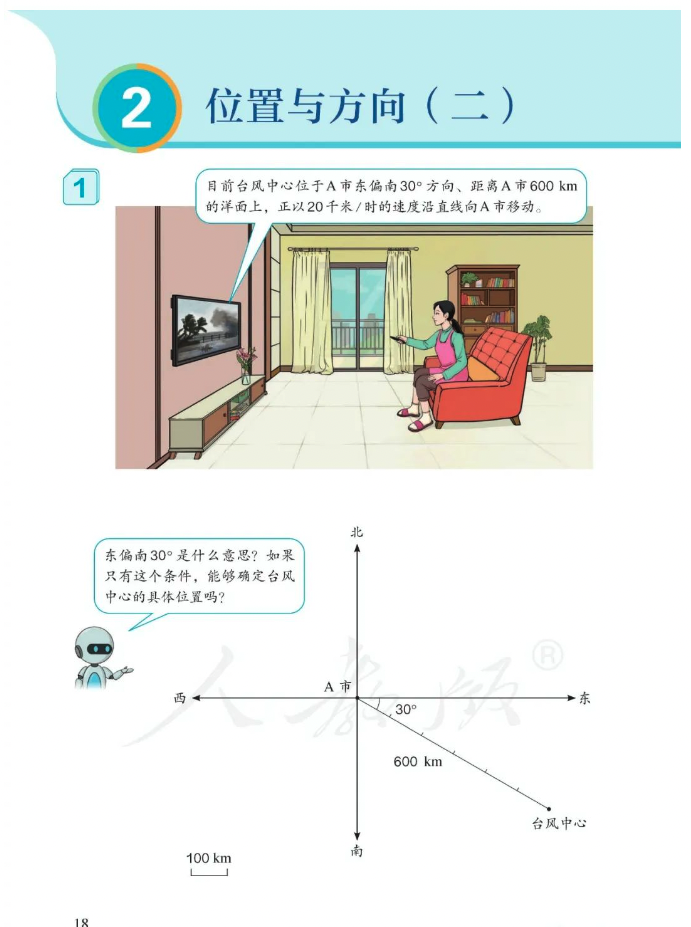 2 位置与方向（二）
1
目前台风中心位于A市东偏南30°方向、距离A市600 km
的洋面上，正以20千米/时的速度沿直线向A市移动。
东偏南30°是什么意思？如果
只有这个条件，能够确定台风
中心的具体位置吗？
北
A 市
西
东
30°
600 km
台风中心
南
100 km
人教版®
18